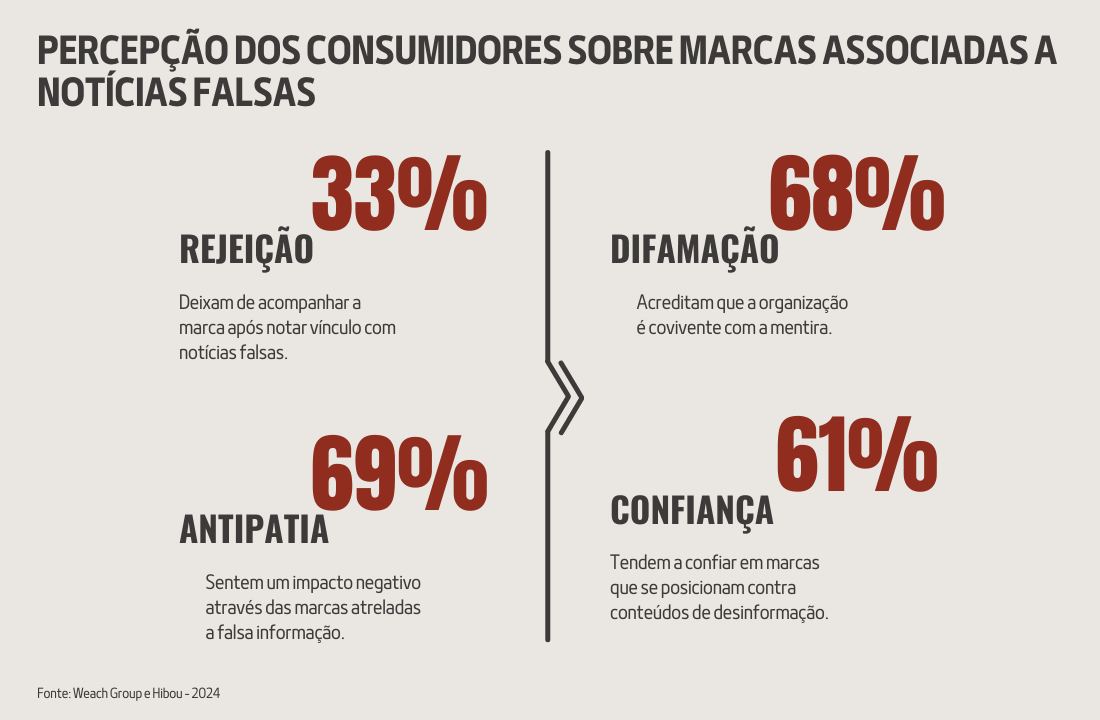 PERCEPÇÃO DOS CONSUMIDORES SOBRE MARCAS ASSOCIADAS A
NOTÍCIAS FALSAS
33%
REJEIÇÃO
Deixam de acompanhar a
marca após notar vínculo com
notícias falsas.
69%
ANTIPATIA
Sentem um impacto negativo
através das marcas atreladas
a falsa informação.
68%
DIFAMAÇÃO
Acreditam que a organização
é covivente com a mentira.
61%
CONFIANÇA
Tendem a confiar em marcas
que se posicionam contra
conteúdos de desinformação.
Fonte: Weach Group e Hibou - 2024